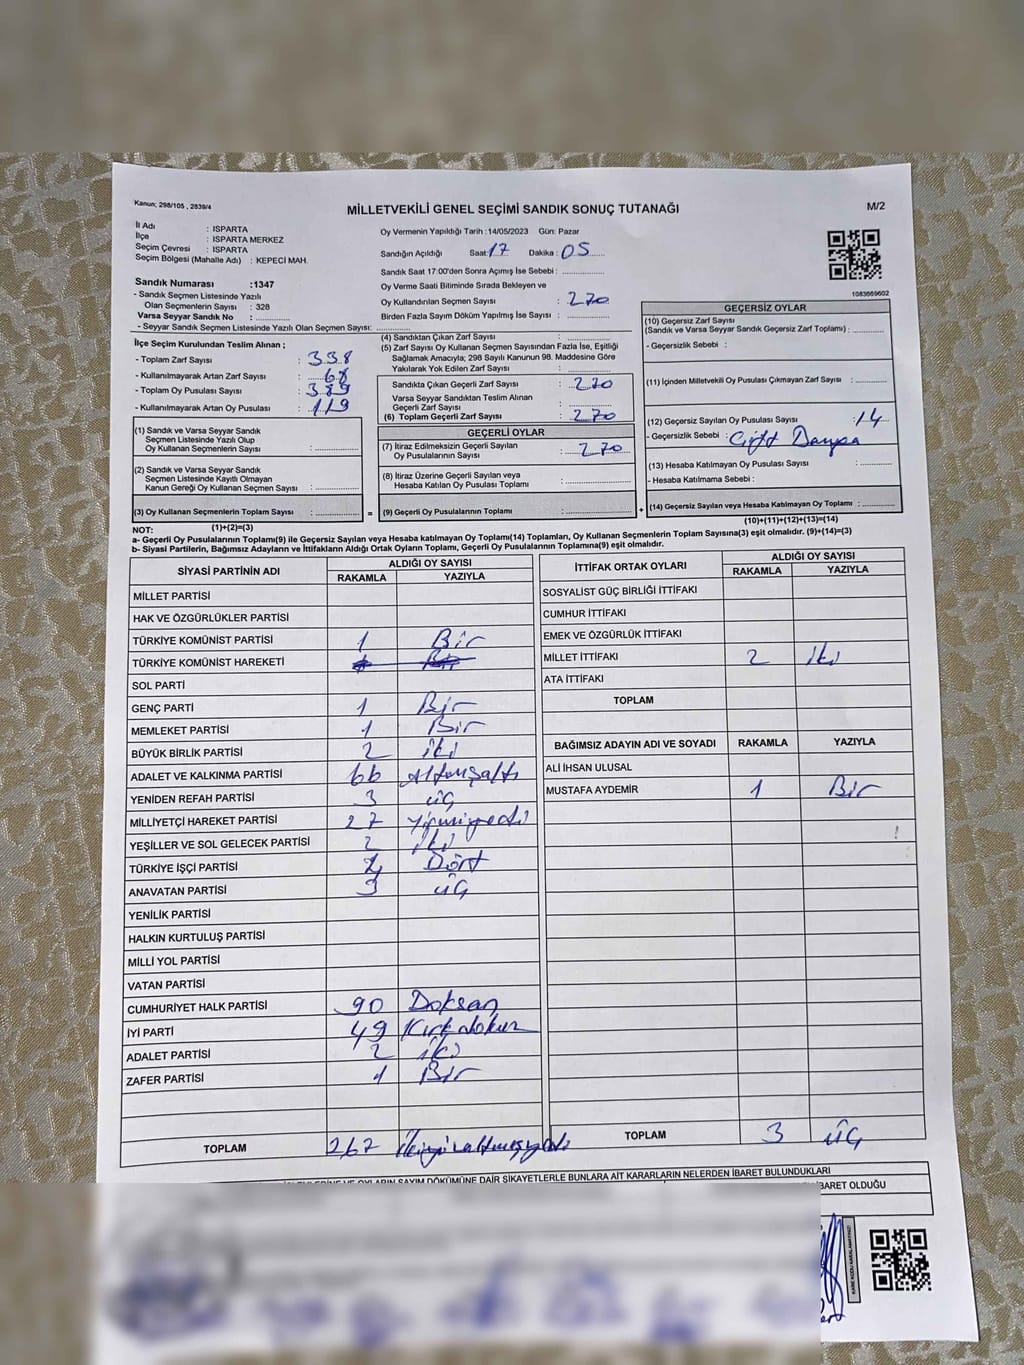 Kanun; 298/105 , 2839/4
MİLLETVEKİLİ GENEL SEÇİMİ SANDIK SONUÇ TUTANAĞI
M/2
İl Adı : ISPARTA
İlçe : ISPARTA MERKEZ
Seçim Çevresi : ISPARTA
Seçim Bölgesi (Mahalle Adı) : KEPECİ MAH.
Sandık Numarası :1347
- Sandık Seçmen Listesinde Yazılı
Olan Seçmenlerin Sayısı : 328
Varsa Seyyar Sandık No :
- Seyyar Sandık Seçmen Listesinde Yazılı Olan Seçmen Sayısı:
Oy Vermenin Yapıldığı Tarih :14/05/2023 Gün: Pazar
Sandığın Açıldığı Saat: 17 Dakika : 05
Sandık Saat 17:00'den Sonra Açımış İse Sebebi :
Oy Verme Saati Bitiminde Sırada Bekleyen ve
Oy Kullandırılan Seçmen Sayısı : 270
Birden Fazla Sayım Döküm Yapılmış İse Sayısı :
1083669602
İlçe Seçim Kurulundan Teslim Alınan ;
- Toplam Zarf Sayısı : 338
- Kullanılmayarak Artan Zarf Sayısı : 68
- Toplam Oy Pusulası Sayısı : 389
- Kullanılmayarak Artan Oy Pusulası : 119
(1) Sandık ve Varsa Seyyar Sandık
Seçmen Listesinde Yazılı Olup
Oy Kullanan Seçmenlerin Sayısı :
(2) Sandık ve Varsa Seyyar Sandık
Seçmen Listesinde Kayıtlı Olmayan
Kanun Gereği Oy Kullanan Seçmen Sayısı :
(3) Oy Kullanan Seçmenlerin Toplam Sayısı :
(4) Sandıktan Çıkan Zarf Sayısı :
(5) Zarf Sayısı Oy Kullanan Seçmen Sayısından Fazla İse, Eşitliği
Sağlamak Amacıyla; 298 Sayılı Kanunun 98. Maddesine Göre
Yakılarak Yok Edilen Zarf Sayısı :
Sandıkta Çıkan Geçerli Zarf Sayısı : 270
Varsa Seyyar Sandıktan Teslim Alınan
Geçerli Zarf Sayısı :
(6) Toplam Geçerli Zarf Sayısı : 270
GEÇERLİ OYLAR
(7) İtiraz Edilmeksizin Geçerli Sayılan
Oy Pusulalarının Sayısı : 270
(8) İtiraz Üzerine Geçerli Sayılan veya
Hesaba Katılan Oy Pusulası Toplamı :
= (9) Geçerli Oy Pusulalarının Toplamı :
GEÇERSİZ OYLAR
(10) Geçersiz Zarf Sayısı
(Sandık ve Varsa Seyyar Sandık Geçersiz Zarf Toplamı) :
- Geçersizlik Sebebi :
(11) İçinden Milletvekili Oy Pusulası Çıkmayan Zarf Sayısı :
(12) Geçersiz Sayılan Oy Pusulası Sayısı : 14
- Geçersizlik Sebebi : Çift Damga
(13) Hesaba Katılmayan Oy Pusulası Sayısı :
- Hesaba Katılmama Sebebi :
+ (14) Geçersiz Sayılan veya Hesaba Katılmayan Oy Toplamı :
(1)+(2)=(3)
(10)+(11)+(12)+(13)=(14)
NOT:
a- Geçerli Oy Pusulalarının Toplamı(9) ile Geçersiz Sayılan veya Hesaba katılmayan Oy Toplamı(14) Toplamları, Oy Kullanan Seçmenlerin Toplam Sayısına(3) eşit olmalıdır. (9)+(14)=(3)
b- Siyasi Partilerin, Bağımsız Adayların ve İttifakların Aldığı Ortak Oyların Toplamı, Geçerli Oy Pusulalarının Toplamına(9) eşit olmalıdır.
SİYASİ PARTİNİN ADI ALDIĞI OY SAYISI
RAKAMLA YAZIYLA
MİLLET PARTİSİ
HAK VE ÖZGÜRLÜKLER PARTİSİ
TÜRKİYE KOMÜNİST PARTİSİ 1 Bir
TÜRKİYE KOMÜNİST HAREKETİ
SOL PARTİ
GENÇ PARTİ 1 Bir
MEMLEKET PARTİSİ 1 Bir
BÜYÜK BİRLİK PARTİSİ 2 iki
ADALET VE KALKINMA PARTİSİ 66 Altmışaltı
YENİDEN REFAH PARTİSİ 3 üç
MİLLİYETÇİ HAREKET PARTİSİ 27 Yirmiyedi
YEŞİLLER VE SOL GELECEK PARTİSİ 2 iki
TÜRKİYE İŞÇİ PARTİSİ 4 Dört
ANAVATAN PARTİSİ 3 üç
YENİLİK PARTİSİ
HALKIN KURTULUŞ PARTİSİ
MİLLİ YOL PARTİSİ
VATAN PARTİSİ
CUMHURİYET HALK PARTİSİ 90 Doksan
İYİ PARTİ 49 Kırkdokuz
ADALET PARTİSİ 2 iki
ZAFER PARTİSİ 1 Bir
TOPLAM 267
İTTİFAK ORTAK OYLARI ALDIĞI OY SAYISI
RAKAMLA YAZIYLA
SOSYALİST GÜÇ BİRLİĞİ İTTİFAKI
CUMHUR İTTİFAKI
EMEK VE ÖZGÜRLÜK İTTİFAKI
MİLLET İTTİFAKI 2 iki
ATA İTTİFAKI
TOPLAM
BAĞIMSIZ ADAYIN ADI VE SOYADI RAKAMLA YAZIYLA
ALİ İHSAN ULUSAL
MUSTAFA AYDEMİR 1 Bir
TOPLAM 3 üç
OYLARIN SAYIM DÖKÜMÜNE DAİR ŞİKAYETLERLE BUNLARA AİT KARARLARIN NELERDEN İBARET BULUNDUKLARI
İBARET OLDUĞU